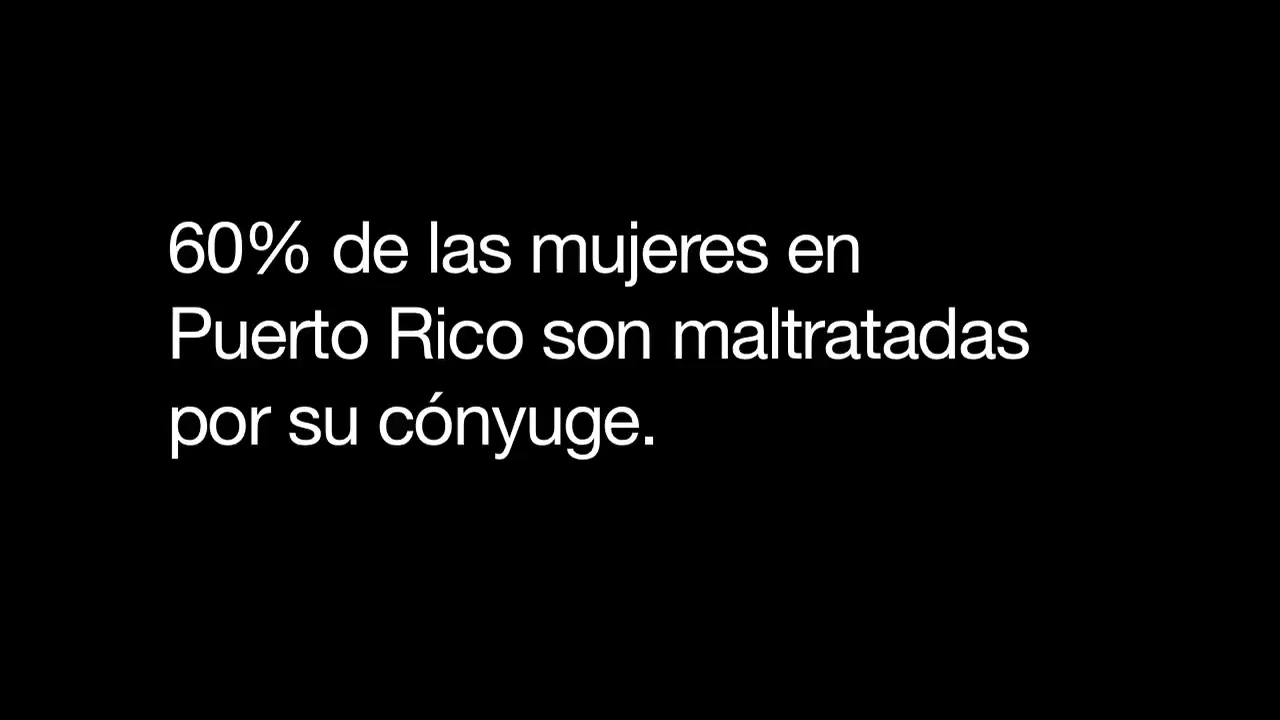 60% de las mujeres en
Puerto Rico son maltratadas
por su cónyuge.